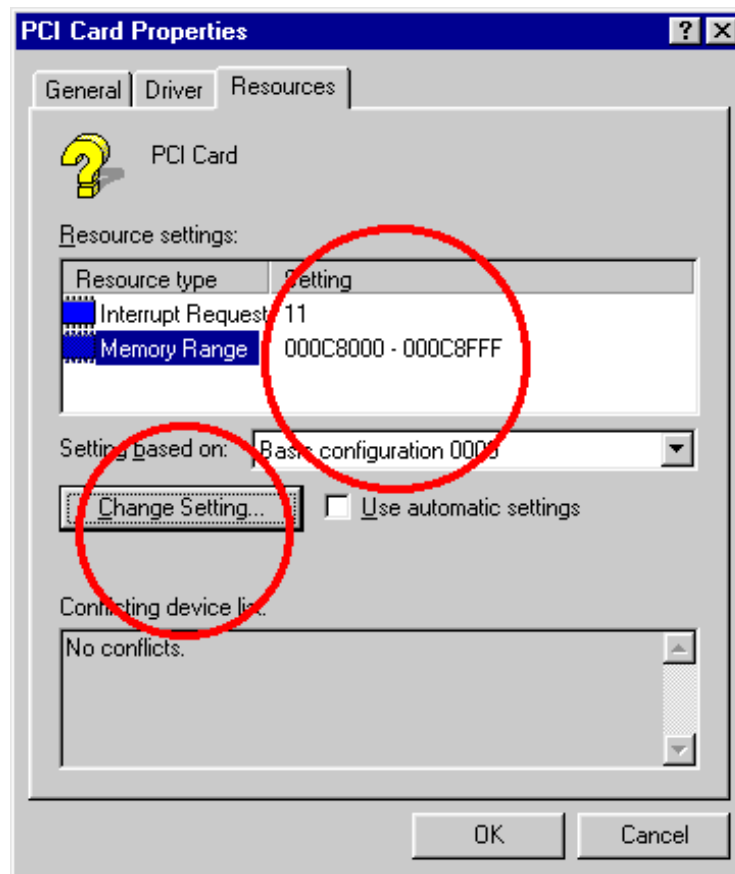 PCI Card Properties
General Driver Resources
PCI Card
Resource settings:
Resource type Setting
Interrupt Request 11
Memory Range 000C8000 - 000C8FFF
Setting based on: Basic configuration 0000
Change Setting... Use automatic settings
Conflicting device list:
No conflicts.
OK Cancel